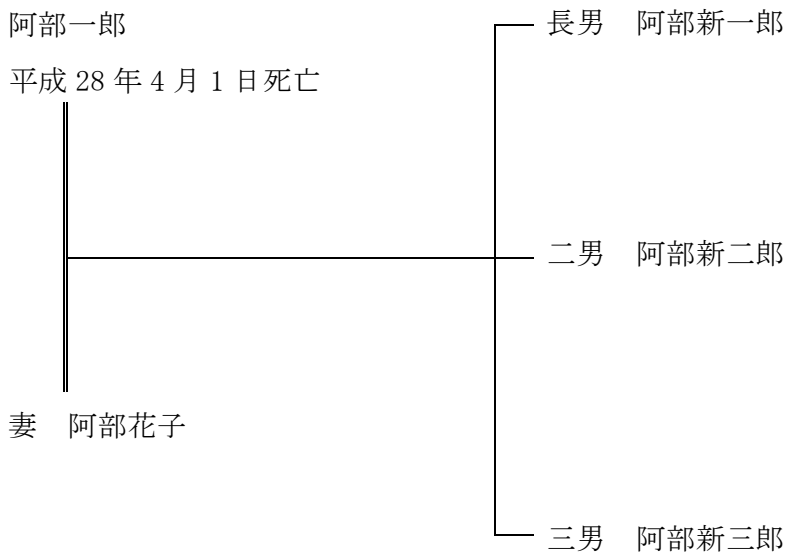 阿部一郎
平成 28 年 4 月 1 日死亡
妻　阿部花子
長男　阿部新一郎
二男　阿部新二郎
三男　阿部新三郎